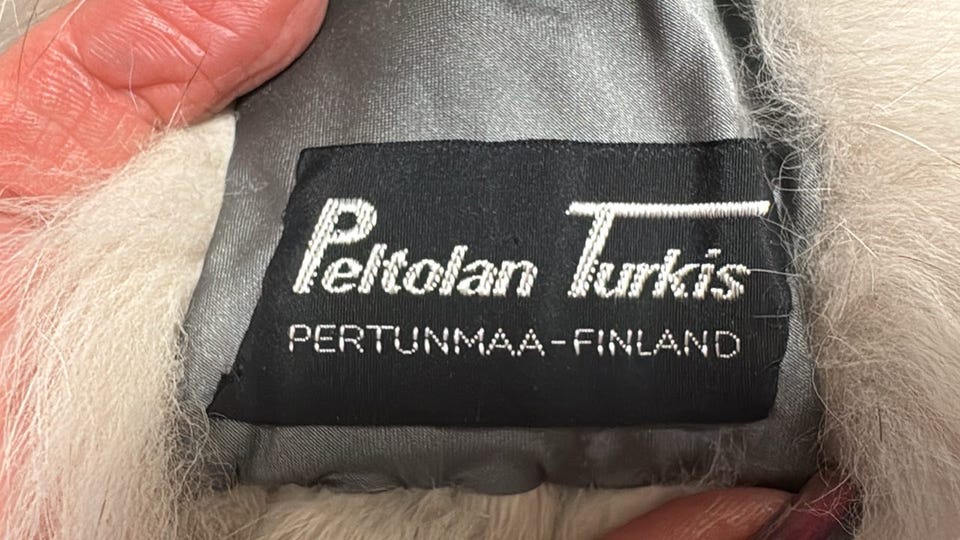 Peltolan Turkis
PERTUNMAA-FINLAND